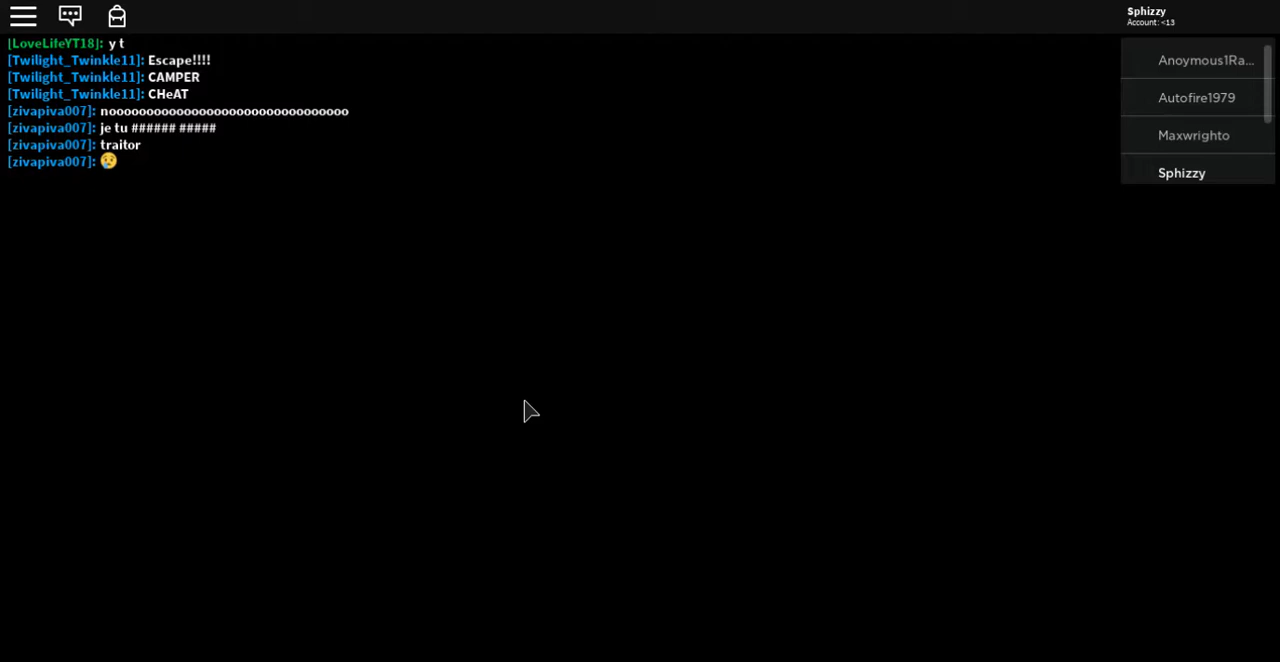 Sphizzy
Account: <13
[LoveLifeYT18]: y t
[Twilight_Twinkle11]: Escape!!!!
[Twilight_Twinkle11]: CAMPER
[Twilight_Twinkle11]: CHeAT
[zivapiva007]: nooooooooooooooooooooooooooooooooo
[zivapiva007]: je tu ###### #####
[zivapiva007]: traitor
[zivapiva007]: 😢
Anoymous1Ra...
Autofire1979
Maxwrighto
Sphizzy